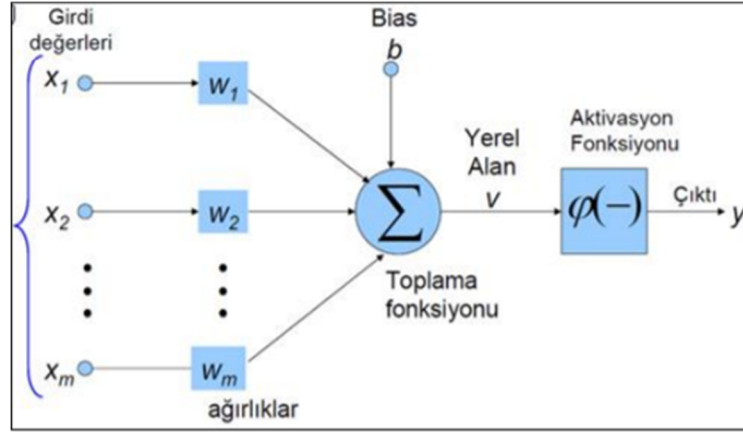 Girdi
değerleri
x1
w1
Bias
b
x2
w2
Σ
Yerel
Alan
v
Aktivasyon
Fonksiyonu
φ(−)
Çıktı
y
Toplama
fonksiyonu
xm
wm
ağırlıklar